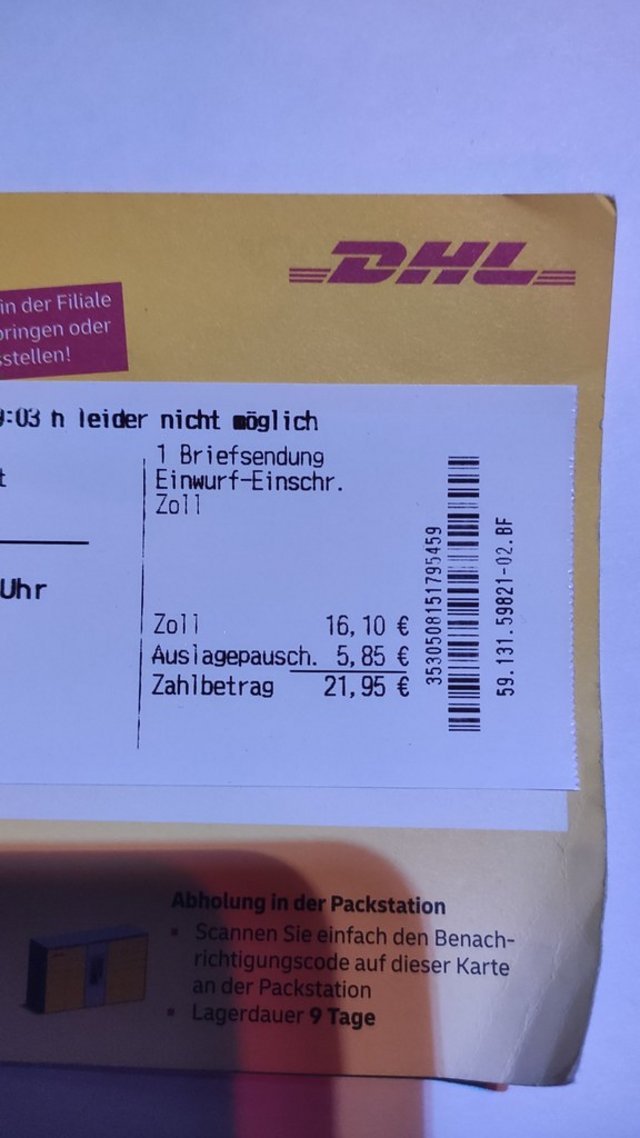 DHL
in der Filiale
bringen oder
stellen!
9:03 h leider nicht möglich
t
1 Briefsendung
Einwurf-Einschr.
Zoll
Uhr
Zoll 16,10 €
Auslagepausch. 5,85 €
Zahlbetrag 21,95 €
3530508151795459
59.131.59821-02.BF
Abholung in der Packstation
▪ Scannen Sie einfach den Benach-
richtigungscode auf dieser Karte
an der Packstation
▪ Lagerdauer 9 Tage